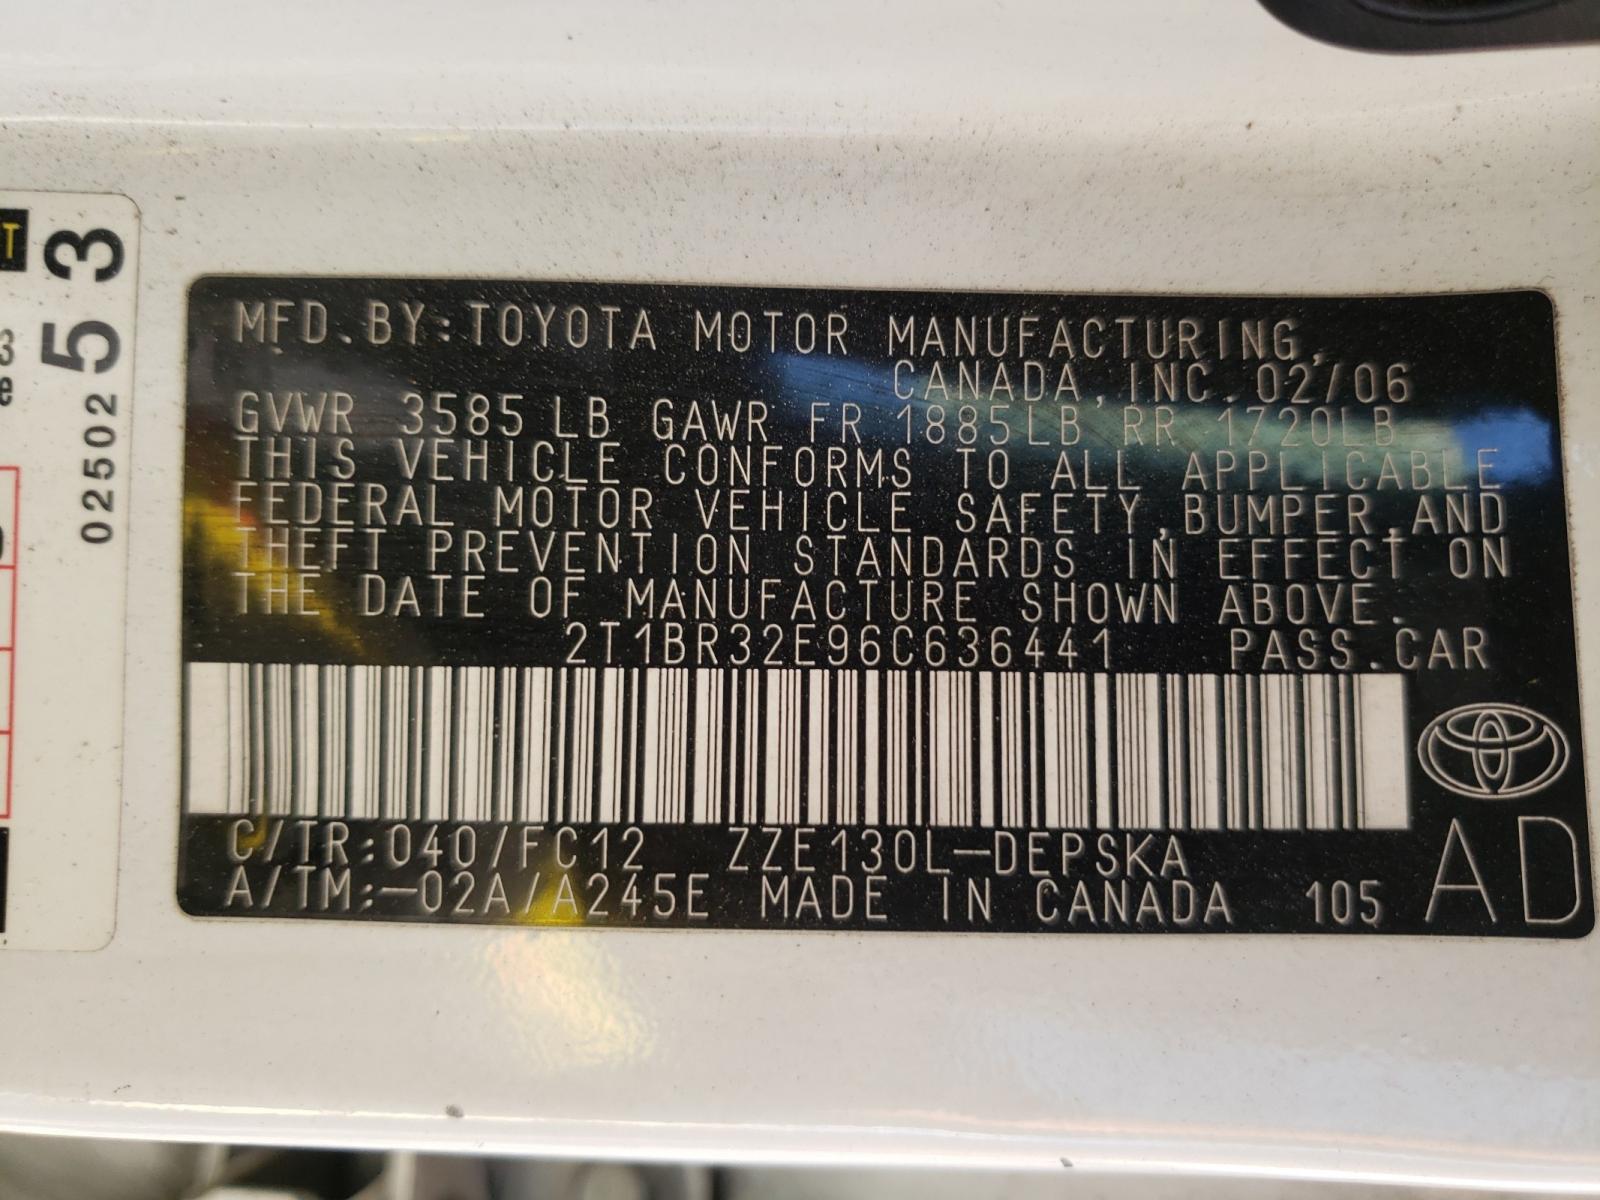 MFD.BY:TOYOTA MOTOR MANUFACTURING,
CANADA,INC. 02/06
GVWR 3585 LB GAWR FR 1885LB RR 1720LB
THIS VEHICLE CONFORMS TO ALL APPLICABLE
FEDERAL MOTOR VEHICLE SAFETY,BUMPER,AND
THEFT PREVENTION STANDARDS IN EFFECT ON
THE DATE OF MANUFACTURE SHOWN ABOVE.
2T1BR32E96C636441 PASS.CAR
C/TR:040/FC12 ZZE130L-DEPSKA
A/TM:-02A/A245E MADE IN CANADA 105
AD
53
02502